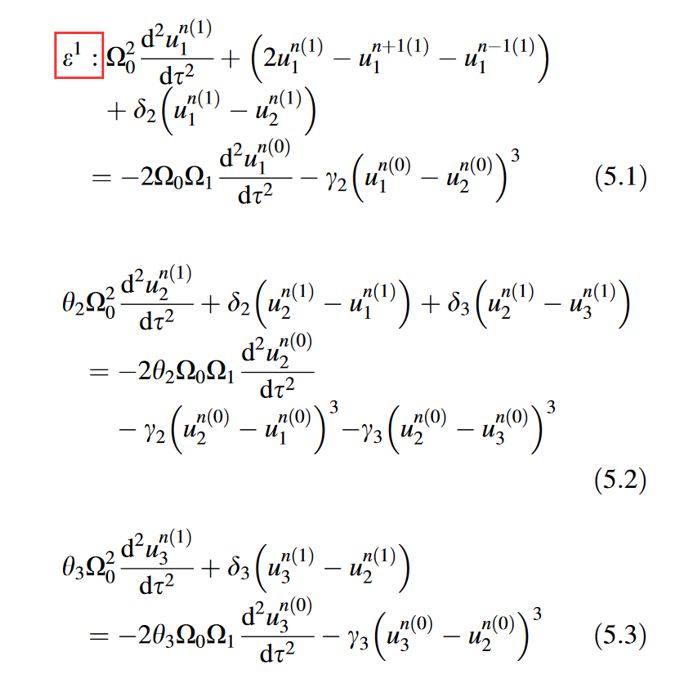 ε¹ : Ω₀² d²u₁ⁿ⁽¹⁾/dτ² + (2u₁ⁿ⁽¹⁾ − u₁ⁿ⁺¹⁽¹⁾ − u₁ⁿ⁻¹⁽¹⁾)
+ δ₂(u₁ⁿ⁽¹⁾ − u₂ⁿ⁽¹⁾)
= −2Ω₀Ω₁ d²u₁ⁿ⁽⁰⁾/dτ² − γ₂(u₁ⁿ⁽⁰⁾ − u₂ⁿ⁽⁰⁾)³ (5.1)
θ₂Ω₀² d²u₂ⁿ⁽¹⁾/dτ² + δ₂(u₂ⁿ⁽¹⁾ − u₁ⁿ⁽¹⁾) + δ₃(u₂ⁿ⁽¹⁾ − u₃ⁿ⁽¹⁾)
= −2θ₂Ω₀Ω₁ d²u₂ⁿ⁽⁰⁾/dτ²
− γ₂(u₂ⁿ⁽⁰⁾ − u₁ⁿ⁽⁰⁾)³−γ₃(u₂ⁿ⁽⁰⁾ − u₃ⁿ⁽⁰⁾)³
(5.2)
θ₃Ω₀² d²u₃ⁿ⁽¹⁾/dτ² + δ₃(u₃ⁿ⁽¹⁾ − u₂ⁿ⁽¹⁾)
= −2θ₃Ω₀Ω₁ d²u₃ⁿ⁽⁰⁾/dτ² − γ₃(u₃ⁿ⁽⁰⁾ − u₂ⁿ⁽⁰⁾)³ (5.3)